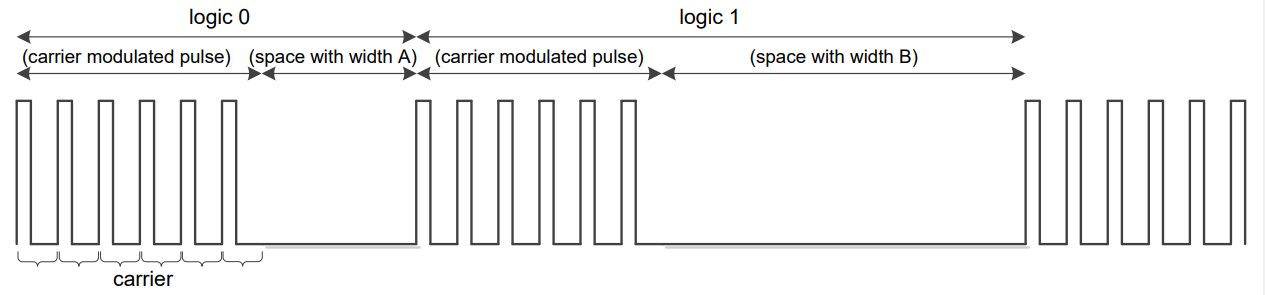 logic 0 logic 1
(carrier modulated pulse) (space with width A) (carrier modulated pulse) (space with width B)
carrier